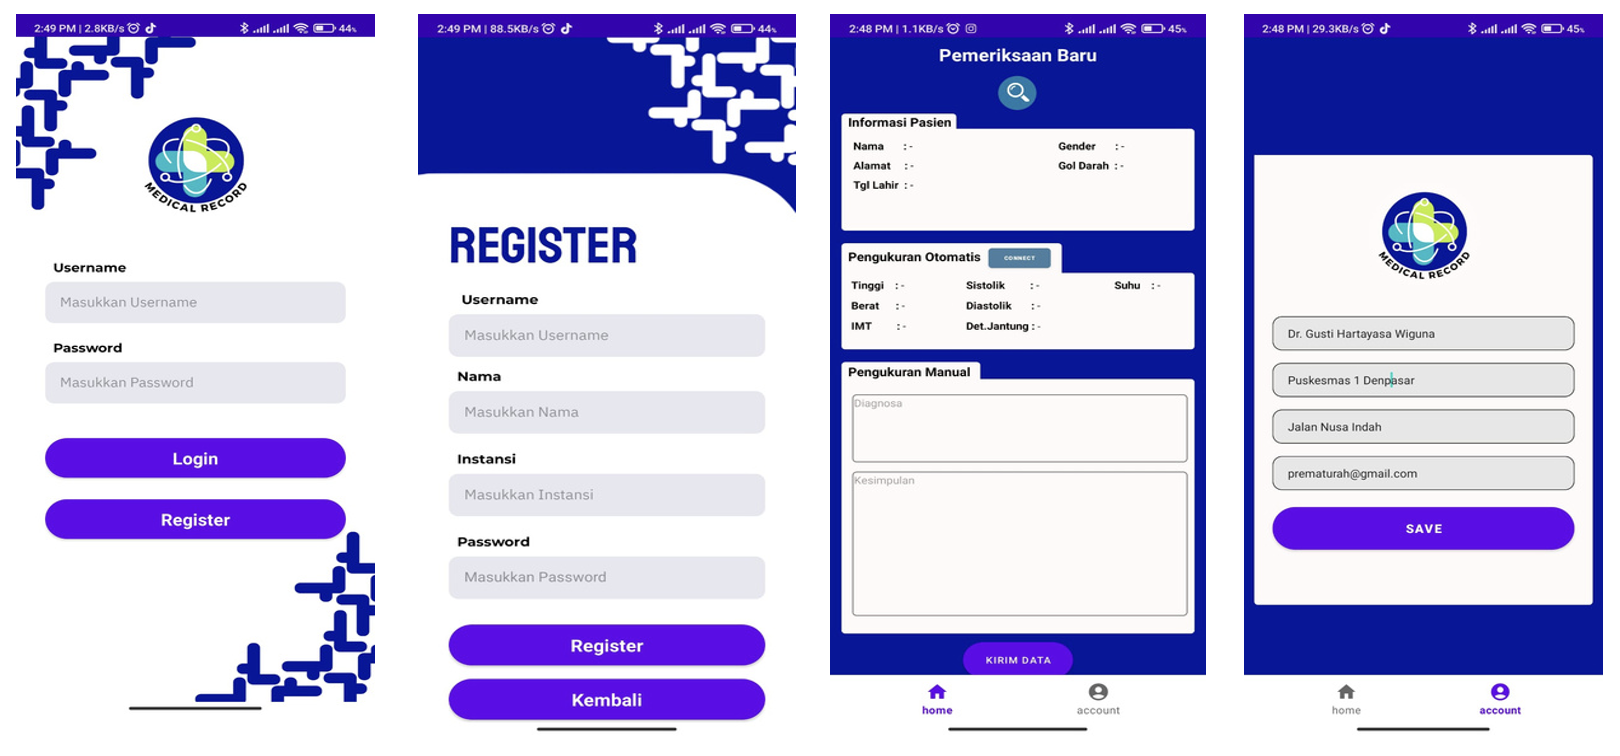 2:49 PM | 2.8KB/s
44%
MEDICAL RECORD
Username
Masukkan Username
Password
Masukkan Password
Login
Register
2:49 PM | 88.5KB/s
44%
REGISTER
Username
Masukkan Username
Nama
Masukkan Nama
Instansi
Masukkan Instansi
Password
Masukkan Password
Register
Kembali
2:48 PM | 1.1KB/s
45%
Pemeriksaan Baru
Informasi Pasien
Nama : - Gender : -
Alamat : - Gol Darah : -
Tgl Lahir : -
Pengukuran Otomatis CONNECT
Tinggi : - Sistolik : - Suhu : -
Berat : - Diastolik : -
IMT : - Det.Jantung : -
Pengukuran Manual
Diagnosa
Kesimpulan
KIRIM DATA
home account
2:48 PM | 29.3KB/s
45%
MEDICAL RECORD
Dr. Gusti Hartayasa Wiguna
Puskesmas 1 Denpasar
Jalan Nusa Indah
prematurah@gmail.com
SAVE
home account